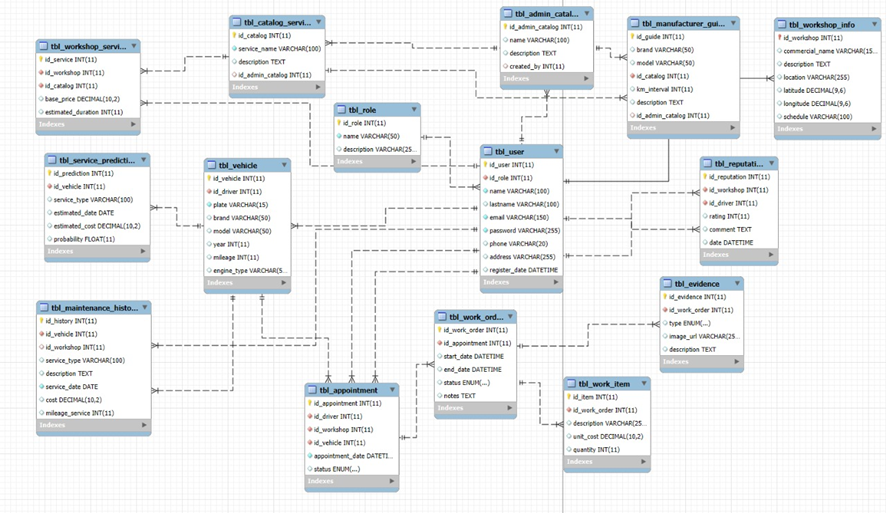 tbl_workshop_servi...
id_service INT(11)
id_workshop INT(11)
id_catalog INT(11)
base_price DECIMAL(10,2)
estimated_duration INT(11)
Indexes
tbl_catalog_servi...
id_catalog INT(11)
service_name VARCHAR(100)
description TEXT
id_admin_catalog INT(11)
Indexes
tbl_admin_catal...
id_admin_catalog INT(11)
name VARCHAR(100)
description TEXT
created_by INT(11)
Indexes
tbl_manufacturer_gui...
id_guide INT(11)
brand VARCHAR(50)
model VARCHAR(50)
id_catalog INT(11)
km_interval INT(11)
description TEXT
id_admin_catalog INT(11)
Indexes
tbl_workshop_info
id_workshop INT(11)
commercial_name VARCHAR(15...
description TEXT
location VARCHAR(255)
latitude DECIMAL(9,6)
longitude DECIMAL(9,6)
schedule VARCHAR(100)
Indexes
tbl_role
id_role INT(11)
name VARCHAR(50)
description VARCHAR(25...
Indexes
tbl_service_predicti...
id_prediction INT(11)
id_vehicle INT(11)
service_type VARCHAR(100)
estimated_date DATE
estimated_cost DECIMAL(10,2)
probability FLOAT(11)
Indexes
tbl_vehicle
id_vehicle INT(11)
id_driver INT(11)
plate VARCHAR(15)
brand VARCHAR(50)
model VARCHAR(50)
year INT(11)
mileage INT(11)
engine_type VARCHAR(5...
Indexes
tbl_user
id_user INT(11)
id_role INT(11)
name VARCHAR(100)
lastname VARCHAR(100)
email VARCHAR(150)
password VARCHAR(255)
phone VARCHAR(20)
address VARCHAR(255)
register_date DATETIME
Indexes
tbl_reputati...
id_reputation INT(11)
id_workshop INT(11)
id_driver INT(11)
rating INT(11)
comment TEXT
date DATETIME
Indexes
tbl_maintenance_histo...
id_history INT(11)
id_vehicle INT(11)
id_workshop INT(11)
service_type VARCHAR(100)
description TEXT
service_date DATE
cost DECIMAL(10,2)
mileage_service INT(11)
Indexes
tbl_appointment
id_appointment INT(11)
id_driver INT(11)
id_workshop INT(11)
id_vehicle INT(11)
appointment_date DATETI...
status ENUM(...)
Indexes
tbl_work_ord...
id_work_order INT(11)
id_appointment INT(11)
start_date DATETIME
end_date DATETIME
status ENUM(...)
notes TEXT
Indexes
tbl_evidence
id_evidence INT(11)
id_work_order INT(11)
type ENUM(...)
image_url VARCHAR(25...
description TEXT
Indexes
tbl_work_item
id_item INT(11)
id_work_order INT(11)
description VARCHAR(25...
unit_cost DECIMAL(10,2)
quantity INT(11)
Indexes